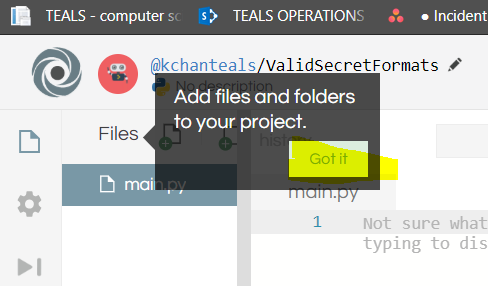 TEALS - computer sc
TEALS OPERATIONS
● Incident
@kchanteals/ValidSecretFormats
No description
Add files and folders
to your project.
Files
history
Got it
main.py
main.py
1
Not sure what
typing to dis